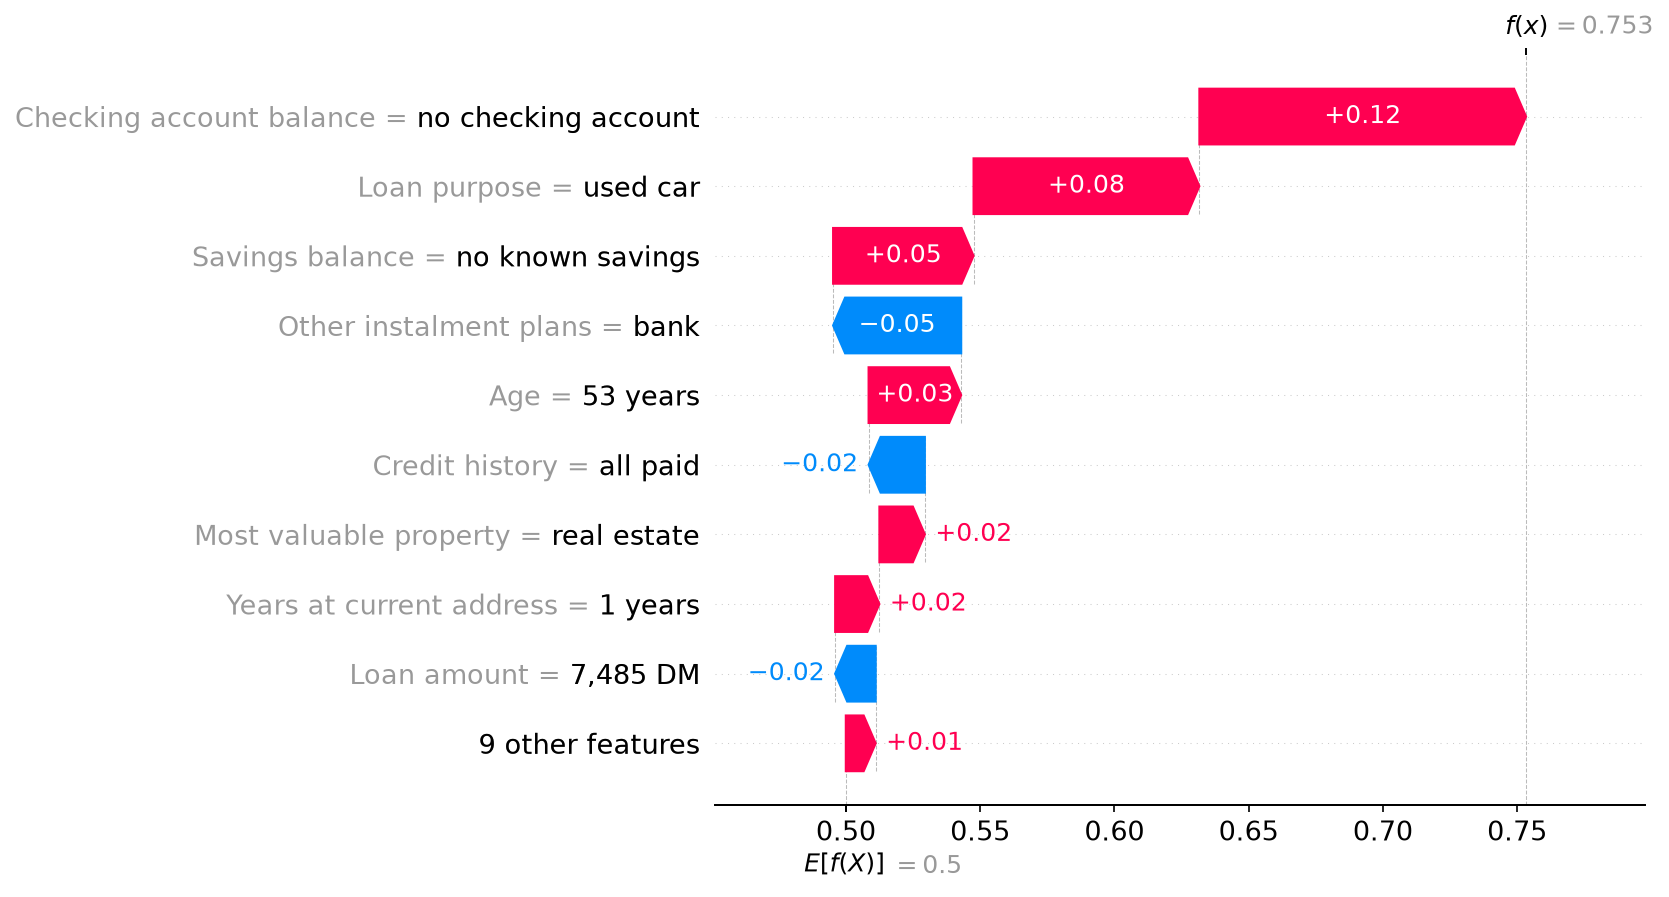 f(x) = 0.753
Checking account balance = no checking account +0.12
Loan purpose = used car +0.08
Savings balance = no known savings +0.05
Other instalment plans = bank −0.05
Age = 53 years +0.03
Credit history = all paid −0.02
Most valuable property = real estate +0.02
Years at current address = 1 years +0.02
Loan amount = 7,485 DM −0.02
9 other features +0.01
0.50 0.55 0.60 0.65 0.70 0.75
E[f(X)] = 0.5